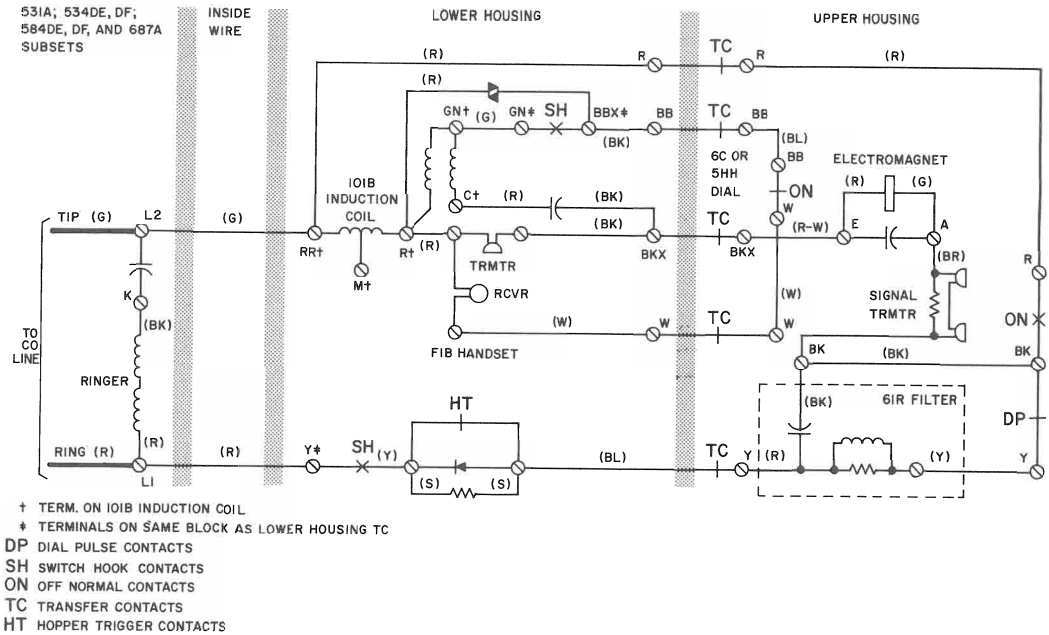 531A; 534DE, DF;
584DE, DF, AND 687A
SUBSETS
INSIDE
WIRE
LOWER HOUSING
UPPER HOUSING
(R)
R
TC
R
(R)
(R)
GN†
(G)
GN‡
SH
BBX‡
(BK)
BB
TC
BB
(BL)
BB
6C OR
5HH
DIAL
ON
W
ELECTROMAGNET
(R)
(G)
101B
INDUCTION
COIL
C†
(R)
(BK)
(BK)
TIP (G)
L2
(G)
RR†
R†
(R)
TRMTR
BKX
TC
BKX
(R-W)
E
A
M†
(BR)
R
K
(BK)
RCVR
(W)
SIGNAL
TRMTR
TO
CO
LINE
F1B HANDSET
(W)
W
TC
W
ON
BK
(BK)
BK
RINGER
HT
(BK)
61R FILTER
DP
RING (R)
(R)
L1
(R)
Y‡
SH
(Y)
(S)
(S)
(BL)
TC
Y
(R)
(Y)
Y
† TERM. ON 101B INDUCTION COIL
‡ TERMINALS ON SAME BLOCK AS LOWER HOUSING TC
DP DIAL PULSE CONTACTS
SH SWITCH HOOK CONTACTS
ON OFF NORMAL CONTACTS
TC TRANSFER CONTACTS
HT HOPPER TRIGGER CONTACTS